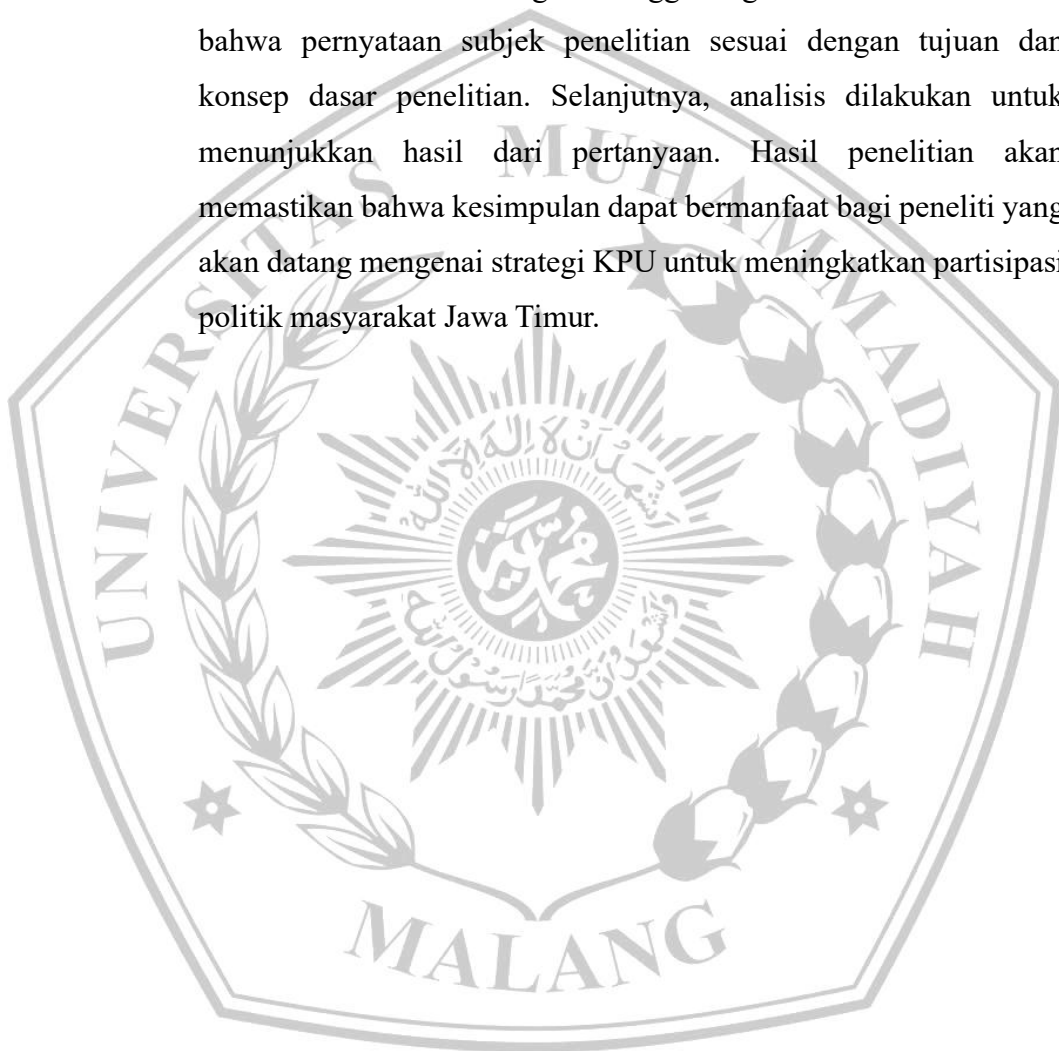 bahwa pernyataan subjek penelitian sesuai dengan tujuan dan
konsep dasar penelitian. Selanjutnya, analisis dilakukan untuk
menunjukkan hasil dari pertanyaan. Hasil penelitian akan
memastikan bahwa kesimpulan dapat bermanfaat bagi peneliti yang
akan datang mengenai strategi KPU untuk meningkatkan partisipasi
politik masyarakat Jawa Timur.
UNIVERSITAS MUHAMMADIYAH
MALANG